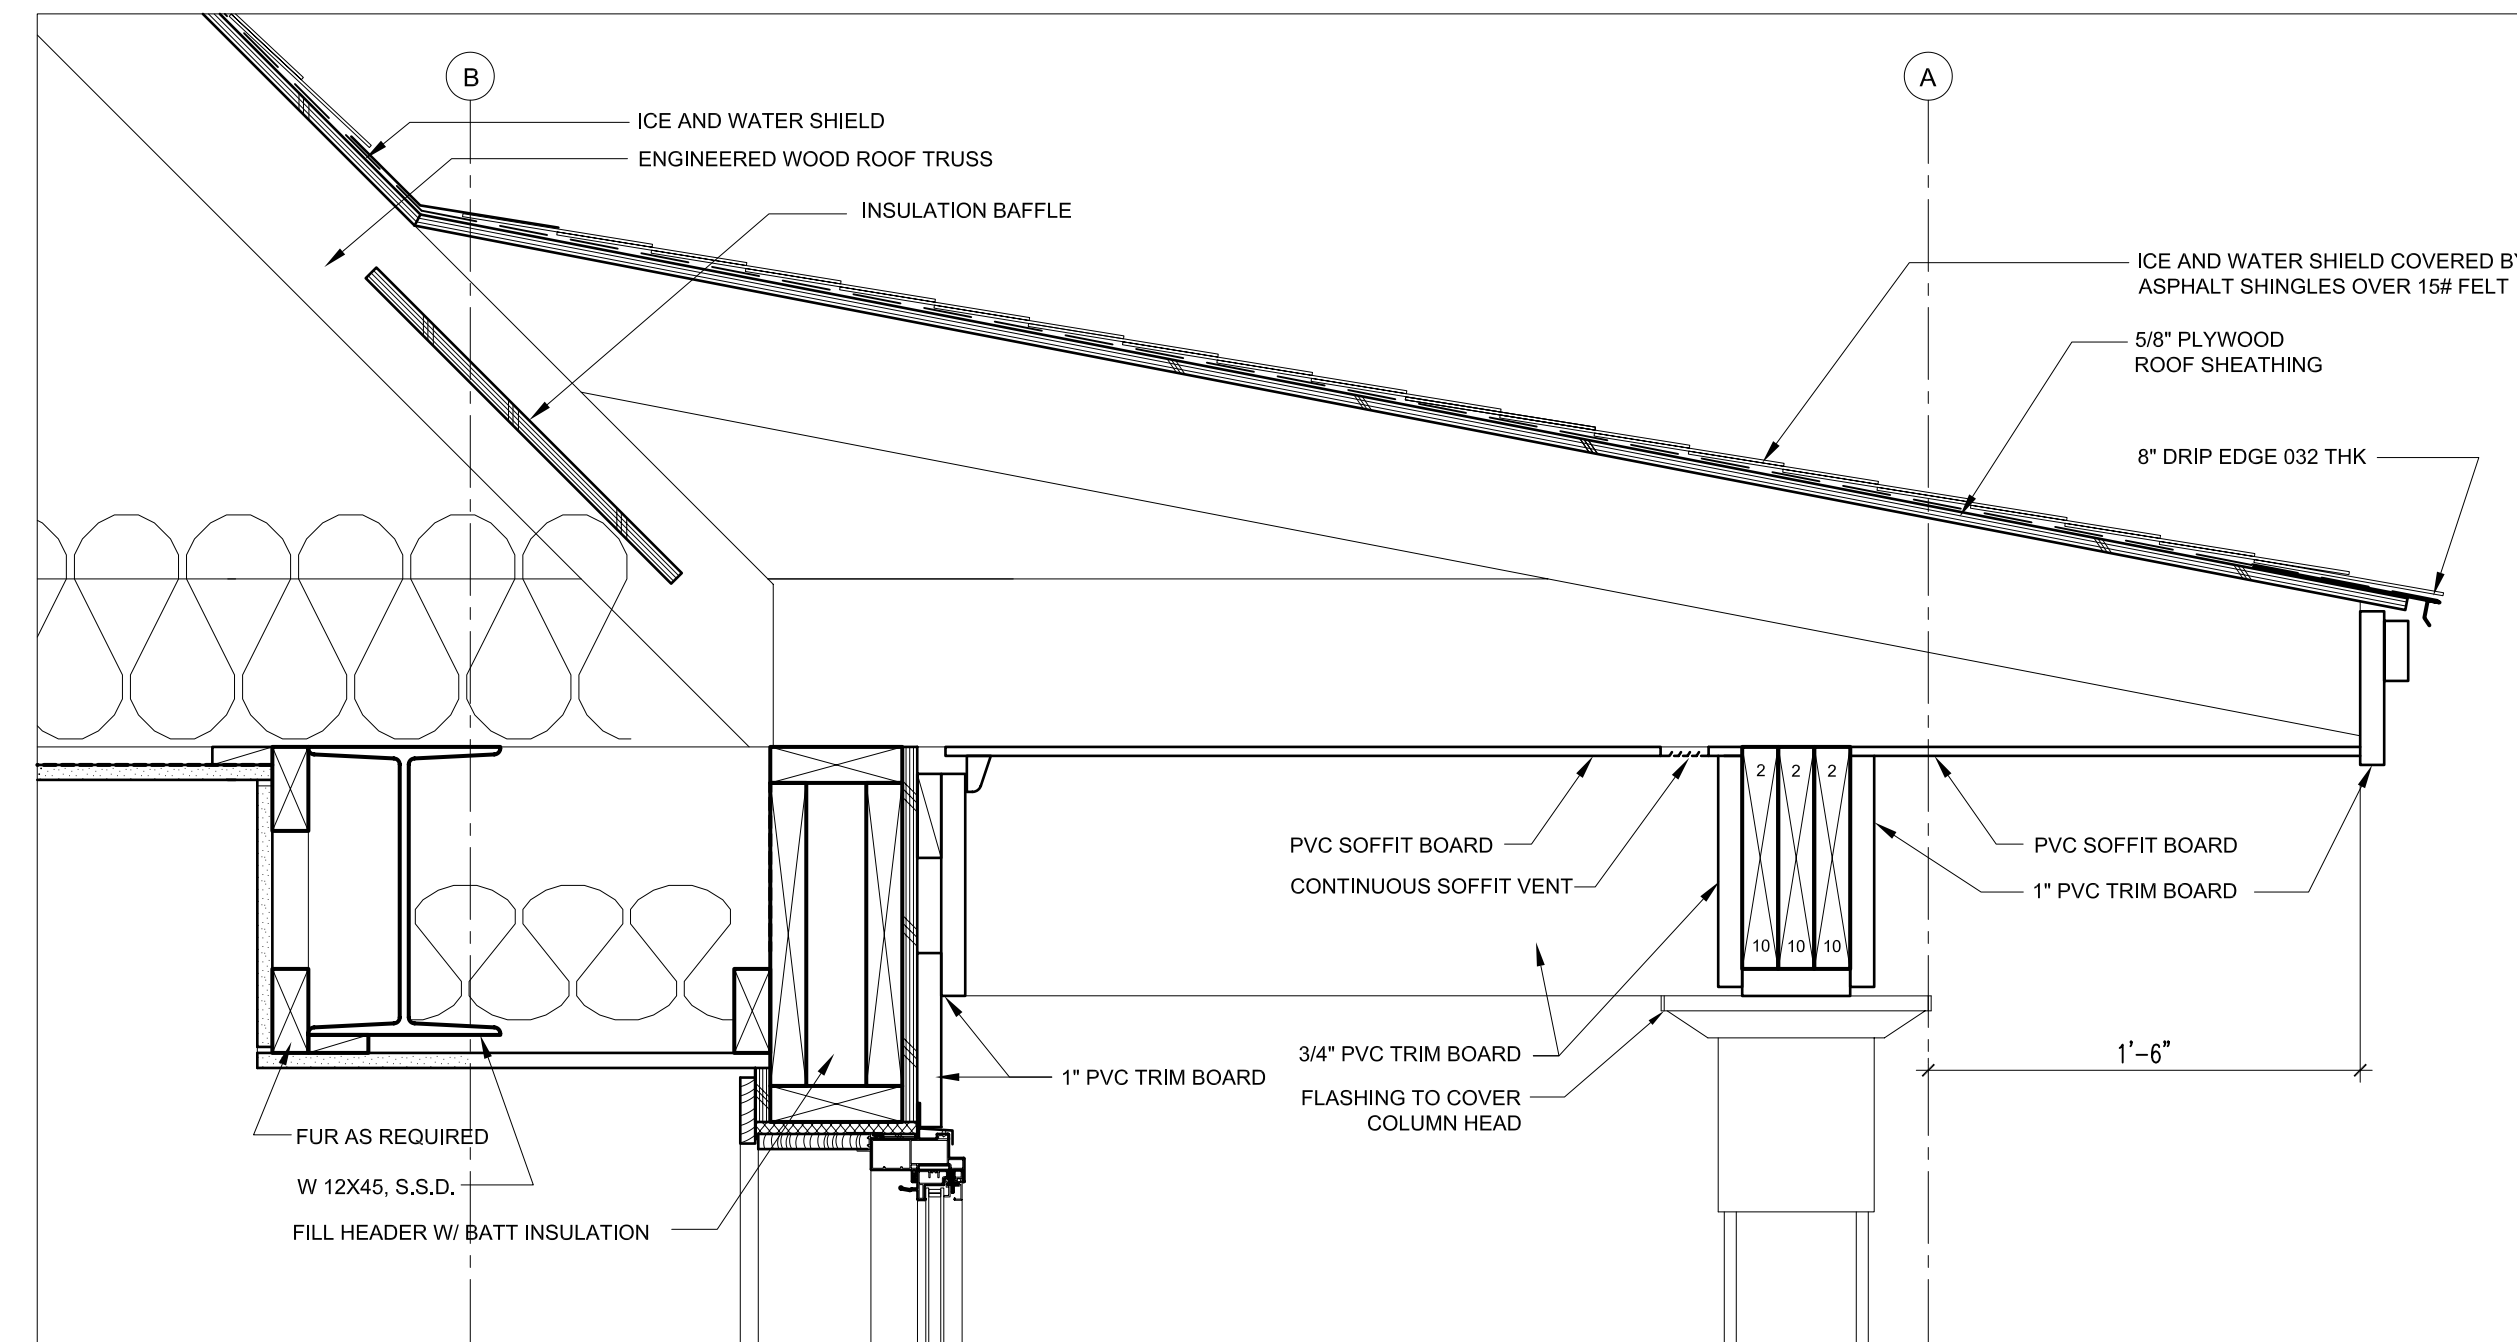 B
A
ICE AND WATER SHIELD
ENGINEERED WOOD ROOF TRUSS
INSULATION BAFFLE
ICE AND WATER SHIELD COVERED BY
ASPHALT SHINGLES OVER 15# FELT
5/8" PLYWOOD
ROOF SHEATHING
8" DRIP EDGE 032 THK
2 2 2
10 10 10
PVC SOFFIT BOARD
CONTINUOUS SOFFIT VENT
PVC SOFFIT BOARD
1" PVC TRIM BOARD
3/4" PVC TRIM BOARD
1'-6"
1" PVC TRIM BOARD
FLASHING TO COVER
COLUMN HEAD
FUR AS REQUIRED
W 12X45, S.S.D.
FILL HEADER W/ BATT INSULATION